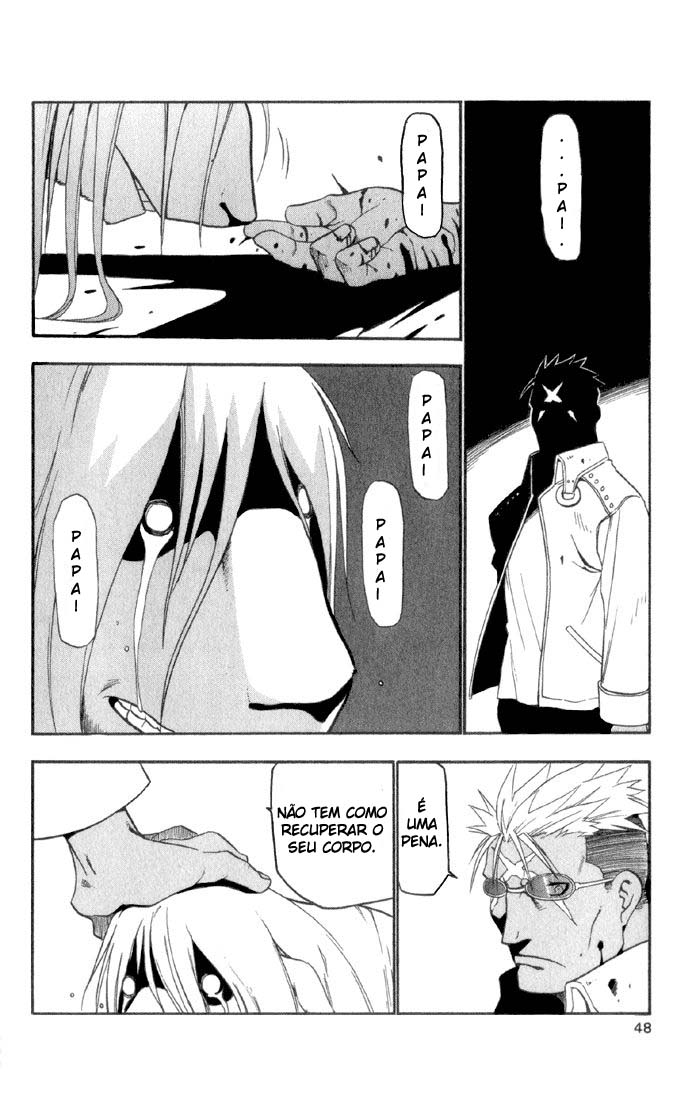 ...PAI.
PAPAI
PAPAI
PAPAI
PAPAI
É
UMA
PENA.
NÃO TEM COMO
RECUPERAR O
SEU CORPO.
48